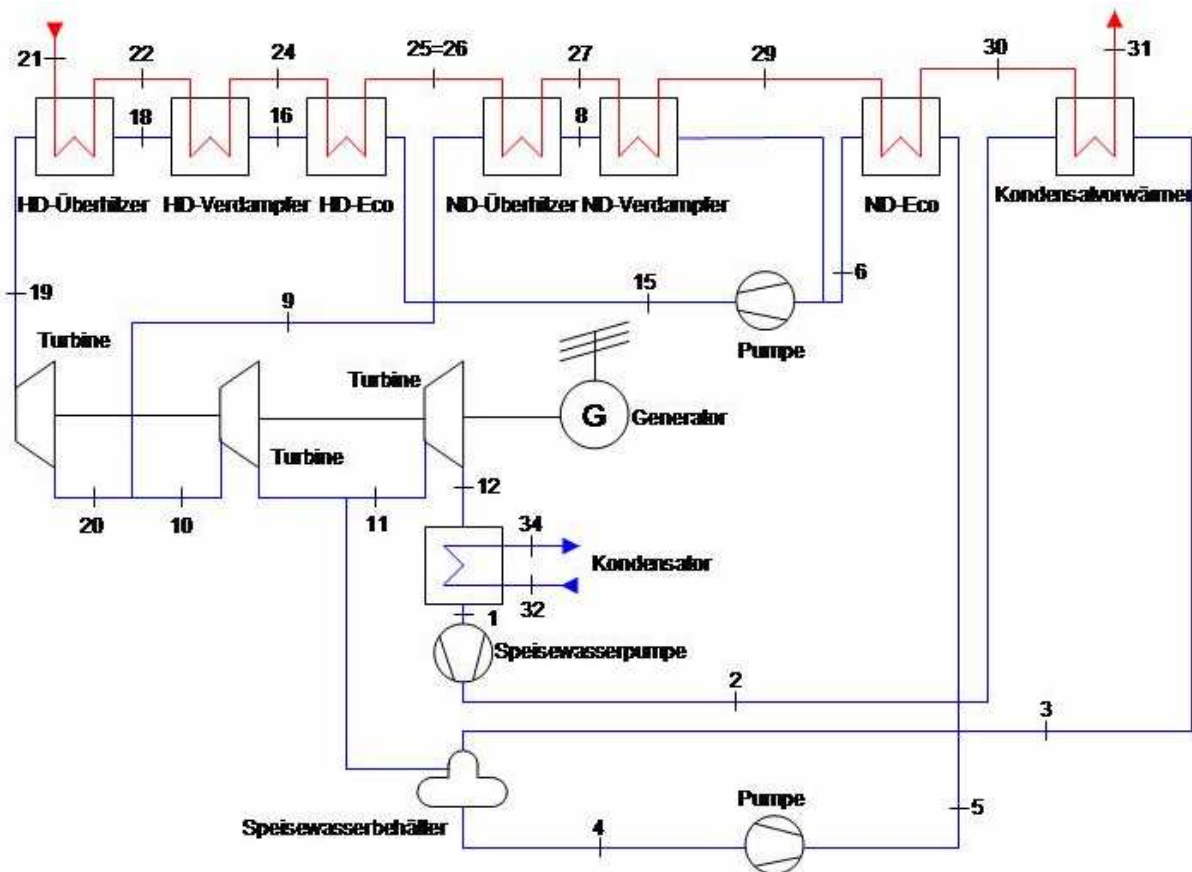 21
22
24
25=26
27
29
30
31
18
16
8
HD-Überhitzer
HD-Verdampfer
HD-Eco
ND-Überhitzer
ND-Verdampfer
ND-Eco
Kondensatvorwärmer
19
9
15
6
Pumpe
Turbine
Turbine
Turbine
G
Generator
20
10
11
12
34
32
Kondensator
1
Speisewasserpumpe
2
3
Speisewasserbehälter
4
Pumpe
5